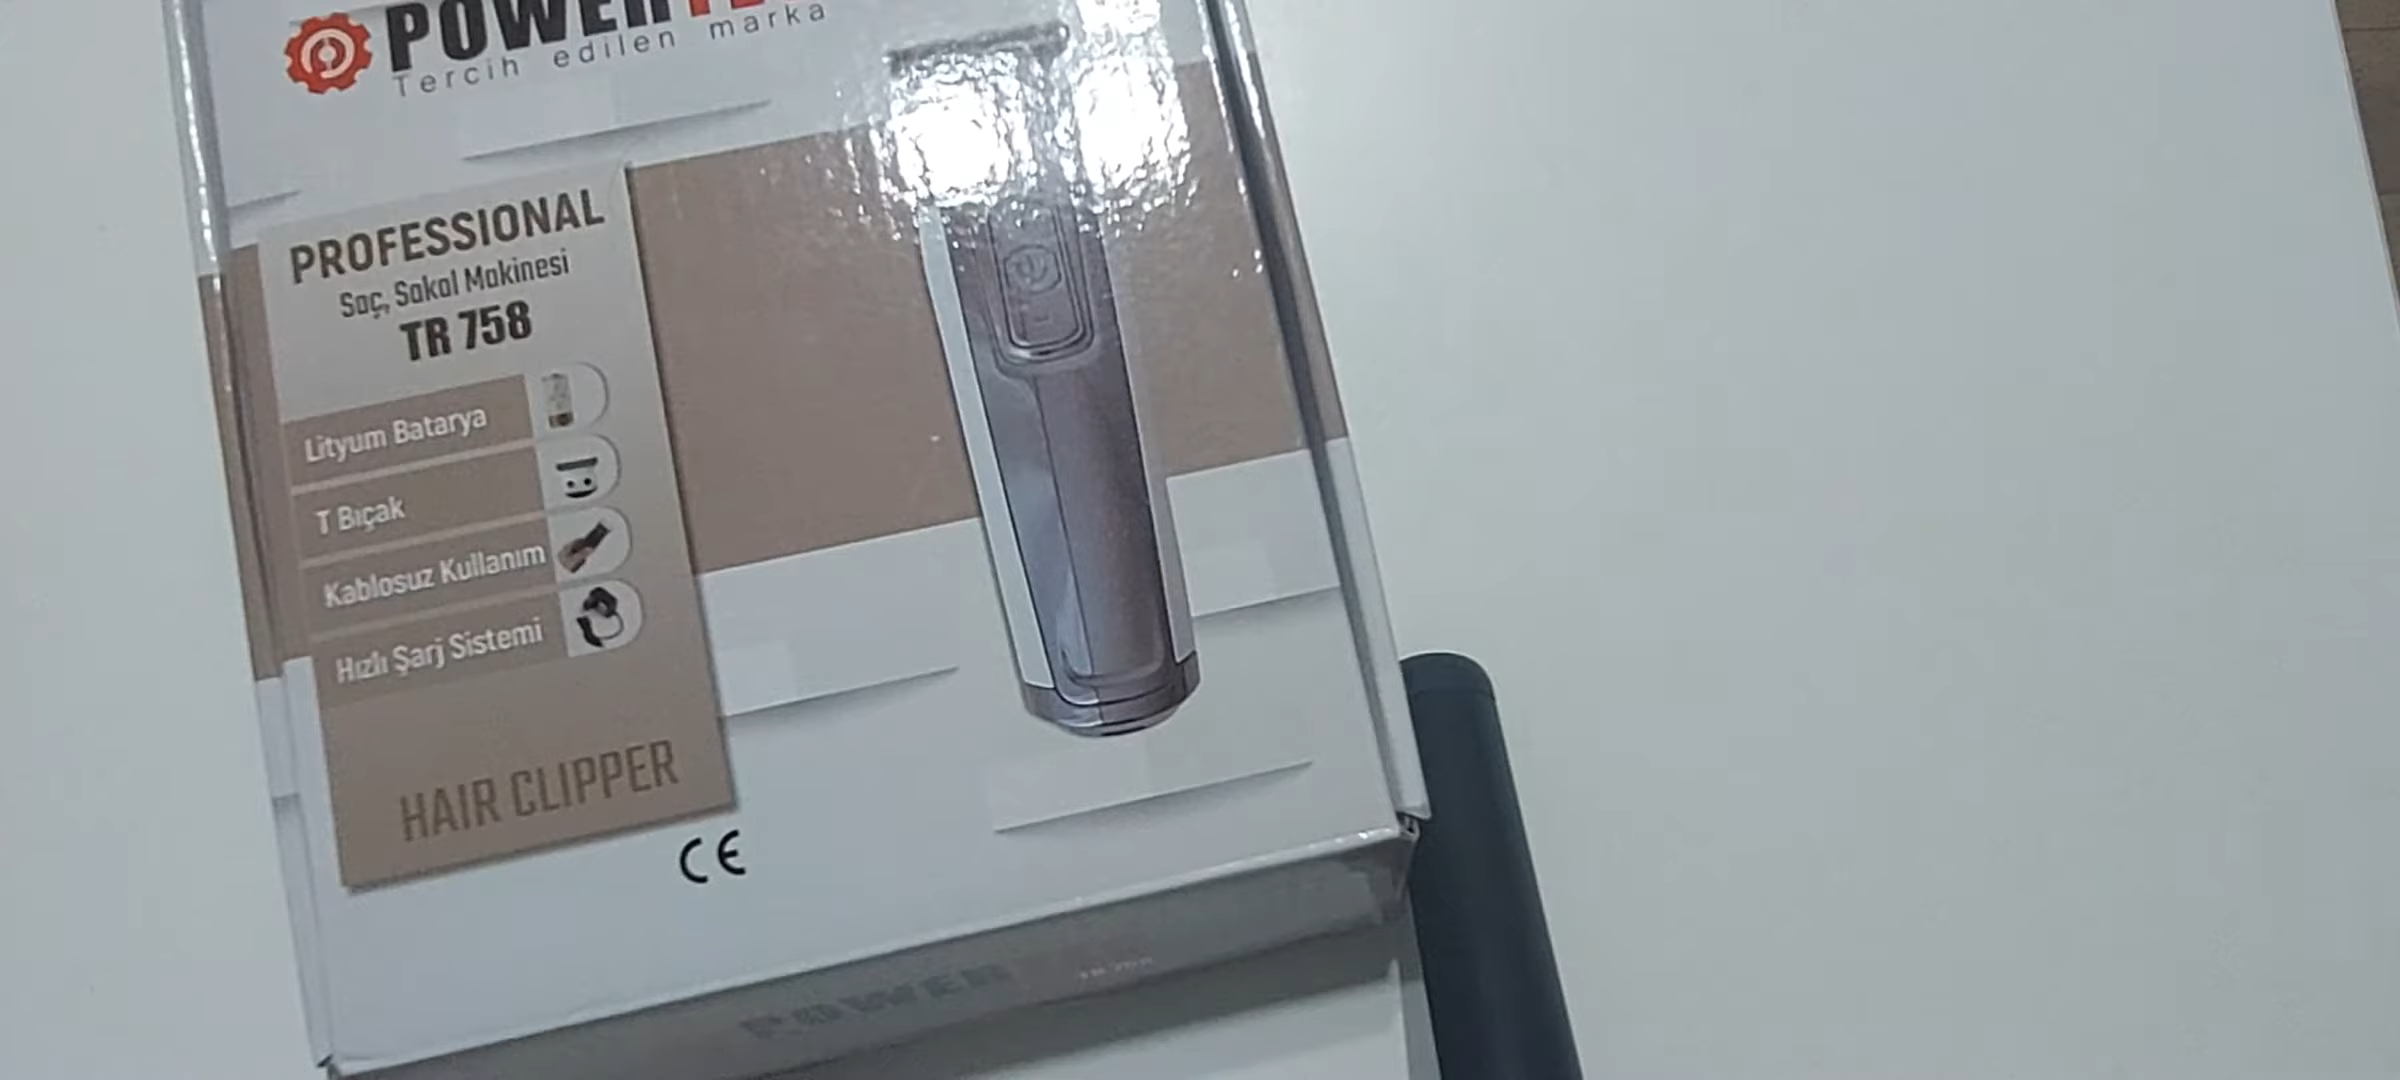 Tercih edilen marka
PROFESSIONAL
Saç, Sakal Makinesi
TR 758
Lityum Batarya
T Bıçak
Kablosuz Kullanım
Hızlı Şarj Sistemi
HAIR CLIPPER
CE
POWER